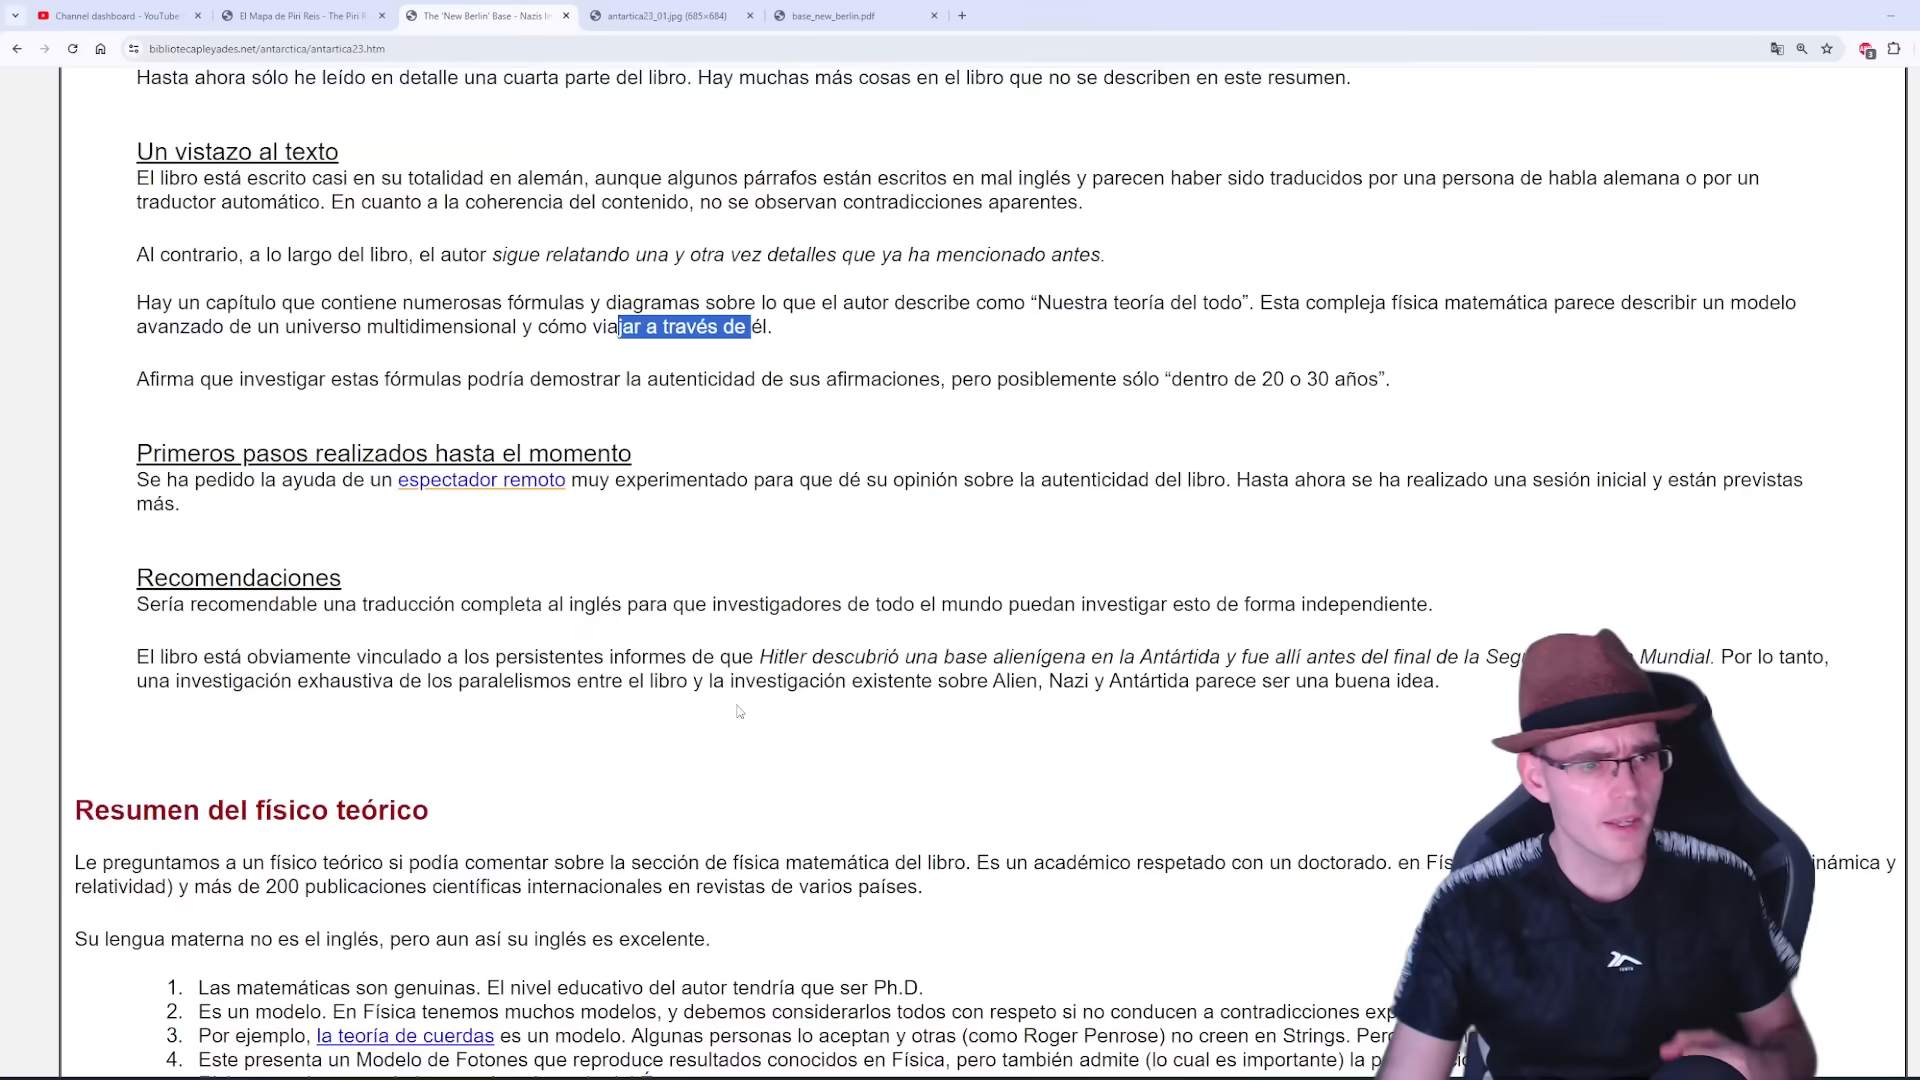 Channel dashboard - YouTube
El Mapa de Piri Reis - The Piri R
The 'New Berlin' Base - Nazis In
antartica23_01.jpg (685×684)
base_new_berlin.pdf
bibliotecapleyades.net/antarctica/antartica23.htm
Hasta ahora sólo he leído en detalle una cuarta parte del libro. Hay muchas más cosas en el libro que no se describen en este resumen.
Un vistazo al texto
El libro está escrito casi en su totalidad en alemán, aunque algunos párrafos están escritos en mal inglés y parecen haber sido traducidos por una persona de habla alemana o por un
traductor automático. En cuanto a la coherencia del contenido, no se observan contradicciones aparentes.
Al contrario, a lo largo del libro, el autor sigue relatando una y otra vez detalles que ya ha mencionado antes.
Hay un capítulo que contiene numerosas fórmulas y diagramas sobre lo que el autor describe como “Nuestra teoría del todo”. Esta compleja física matemática parece describir un modelo
avanzado de un universo multidimensional y cómo viajar a través de él.
Afirma que investigar estas fórmulas podría demostrar la autenticidad de sus afirmaciones, pero posiblemente sólo “dentro de 20 o 30 años”.
Primeros pasos realizados hasta el momento
Se ha pedido la ayuda de un espectador remoto muy experimentado para que dé su opinión sobre la autenticidad del libro. Hasta ahora se ha realizado una sesión inicial y están previstas
más.
Recomendaciones
Sería recomendable una traducción completa al inglés para que investigadores de todo el mundo puedan investigar esto de forma independiente.
El libro está obviamente vinculado a los persistentes informes de que Hitler descubrió una base alienígena en la Antártida y fue allí antes del final de la Seg Mundial. Por lo tanto,
una investigación exhaustiva de los paralelismos entre el libro y la investigación existente sobre Alien, Nazi y Antártida parece ser una buena idea.
Resumen del físico teórico
Le preguntamos a un físico teórico si podía comentar sobre la sección de física matemática del libro. Es un académico respetado con un doctorado. en Fís inámica y
relatividad) y más de 200 publicaciones científicas internacionales en revistas de varios países.
Su lengua materna no es el inglés, pero aun así su inglés es excelente.
1. Las matemáticas son genuinas. El nivel educativo del autor tendría que ser Ph.D.
2. Es un modelo. En Física tenemos muchos modelos, y debemos considerarlos todos con respeto si no conducen a contradicciones exp
3. Por ejemplo, la teoría de cuerdas es un modelo. Algunas personas lo aceptan y otras (como Roger Penrose) no creen en Strings. Per
4. Este presenta un Modelo de Fotones que reproduce resultados conocidos en Física, pero también admite (lo cual es importante) la p